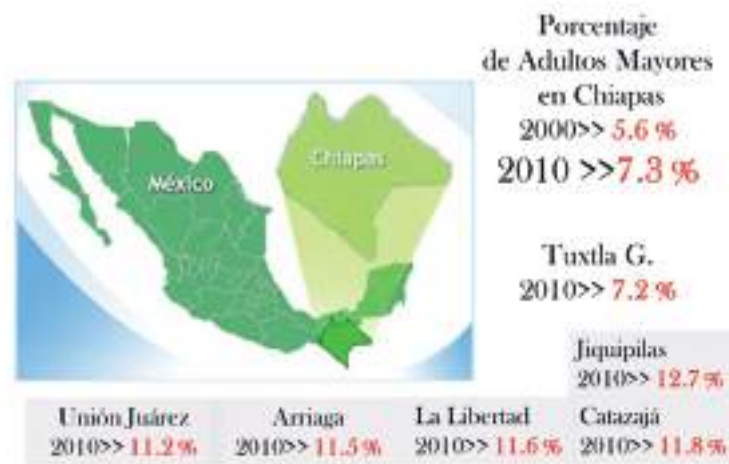 Porcentaje
de Adultos Mayores
en Chiapas
2000>> 5.6 %
2010 >>7.3 %
México
Chiapas
Tuxtla G.
2010>> 7.2 %
Jiquipilas
2010>> 12.7 %
Unión Juárez
2010>> 11.2 %
Arriaga
2010>> 11.5 %
La Libertad
2010>> 11.6 %
Catazajá
2010>> 11.8 %